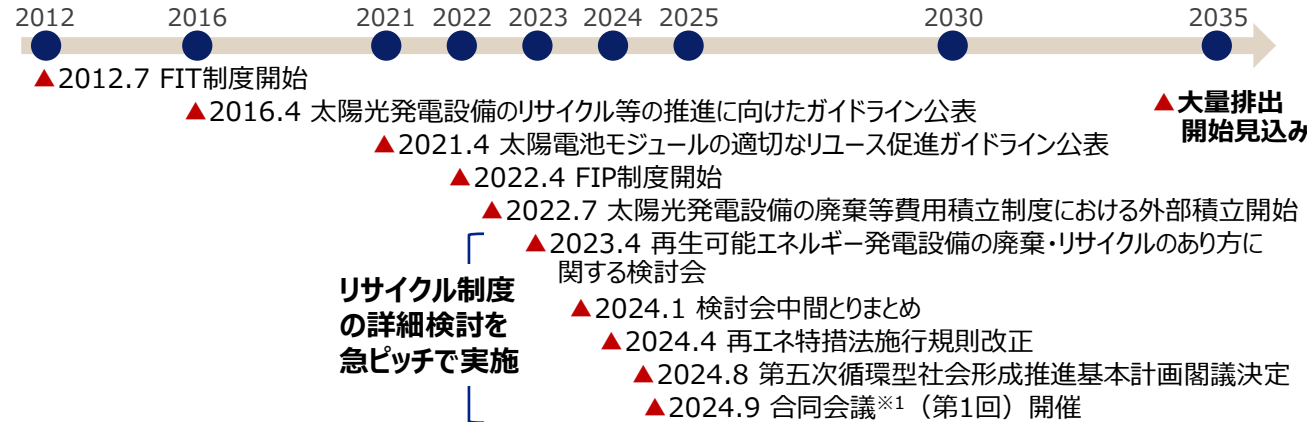 2012 2016 2021 2022 2023 2024 2025 2030 2035
▲2012.7 FIT制度開始
▲2016.4 太陽光発電設備のリサイクル等の推進に向けたガイドライン公表
▲大量排出
開始見込み
▲2021.4 太陽電池モジュールの適切なリユース促進ガイドライン公表
▲2022.4 FIP制度開始
▲2022.7 太陽光発電設備の廃棄等費用積立制度における外部積立開始
▲2023.4 再生可能エネルギー発電設備の廃棄・リサイクルのあり方に
関する検討会
リサイクル制度
の詳細検討を
急ピッチで実施
▲2024.1 検討会中間とりまとめ
▲2024.4 再エネ特措法施行規則改正
▲2024.8 第五次循環型社会形成推進基本計画閣議決定
▲2024.9 合同会議※1（第1回）開催